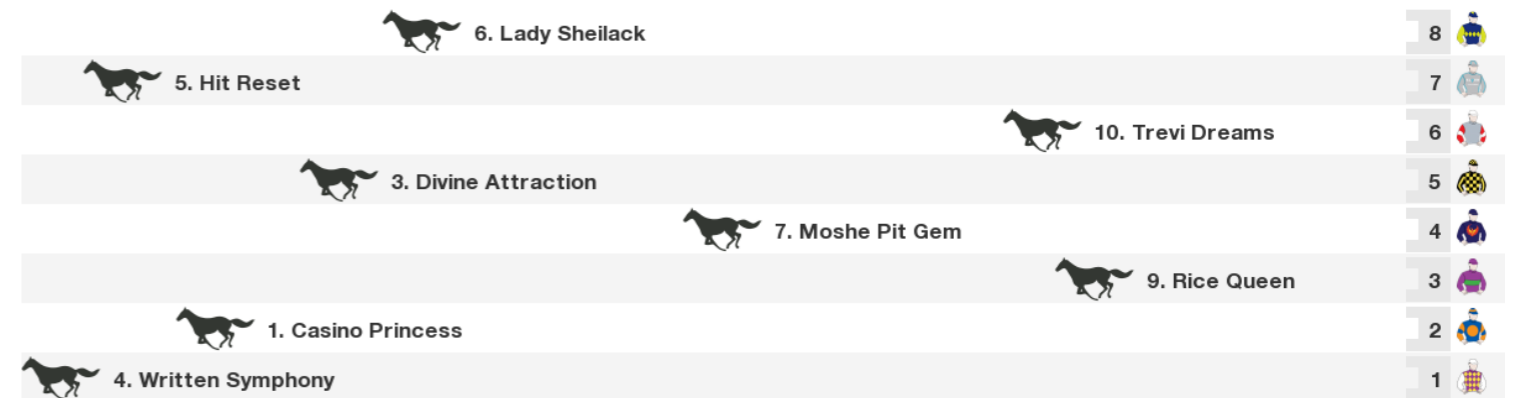 6. Lady Sheilack 8
5. Hit Reset 7
10. Trevi Dreams 6
3. Divine Attraction 5
7. Moshe Pit Gem 4
9. Rice Queen 3
1. Casino Princess 2
4. Written Symphony 1